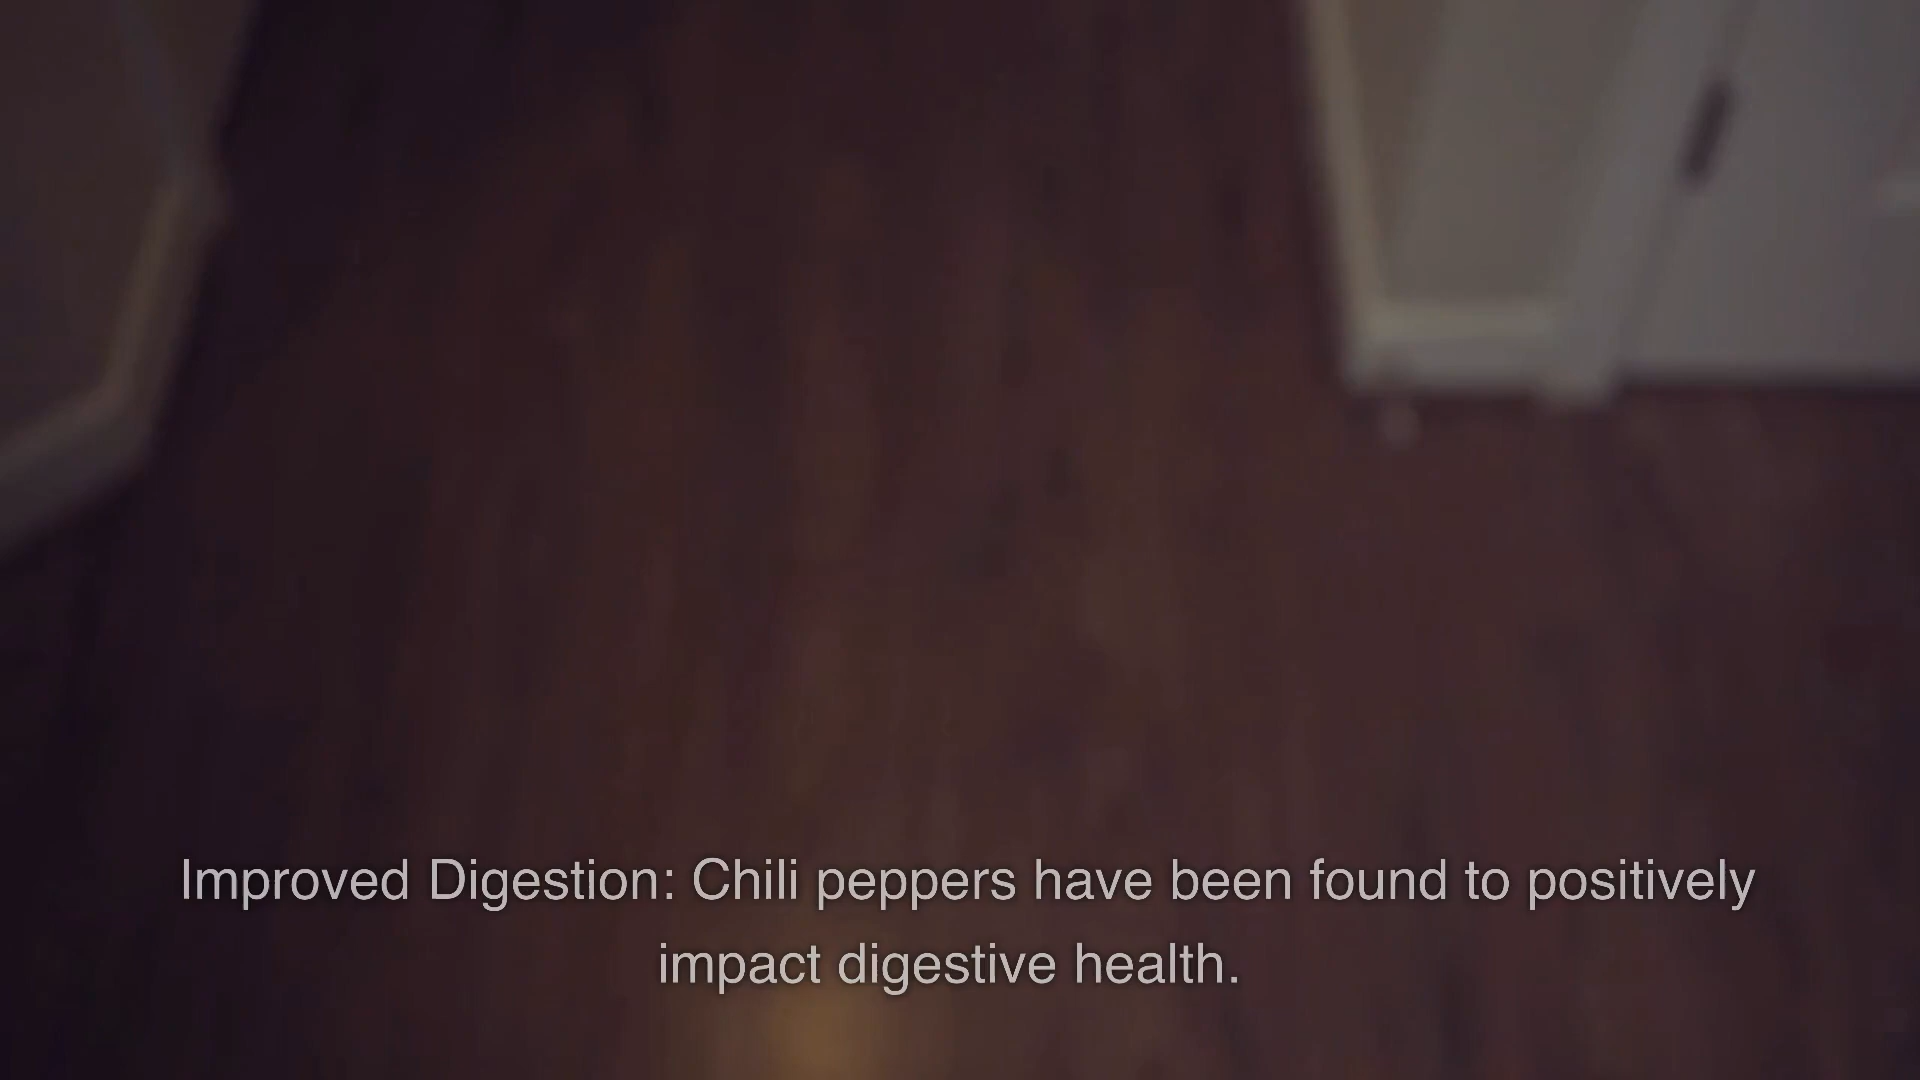 Improved Digestion: Chili peppers have been found to positively
impact digestive health.